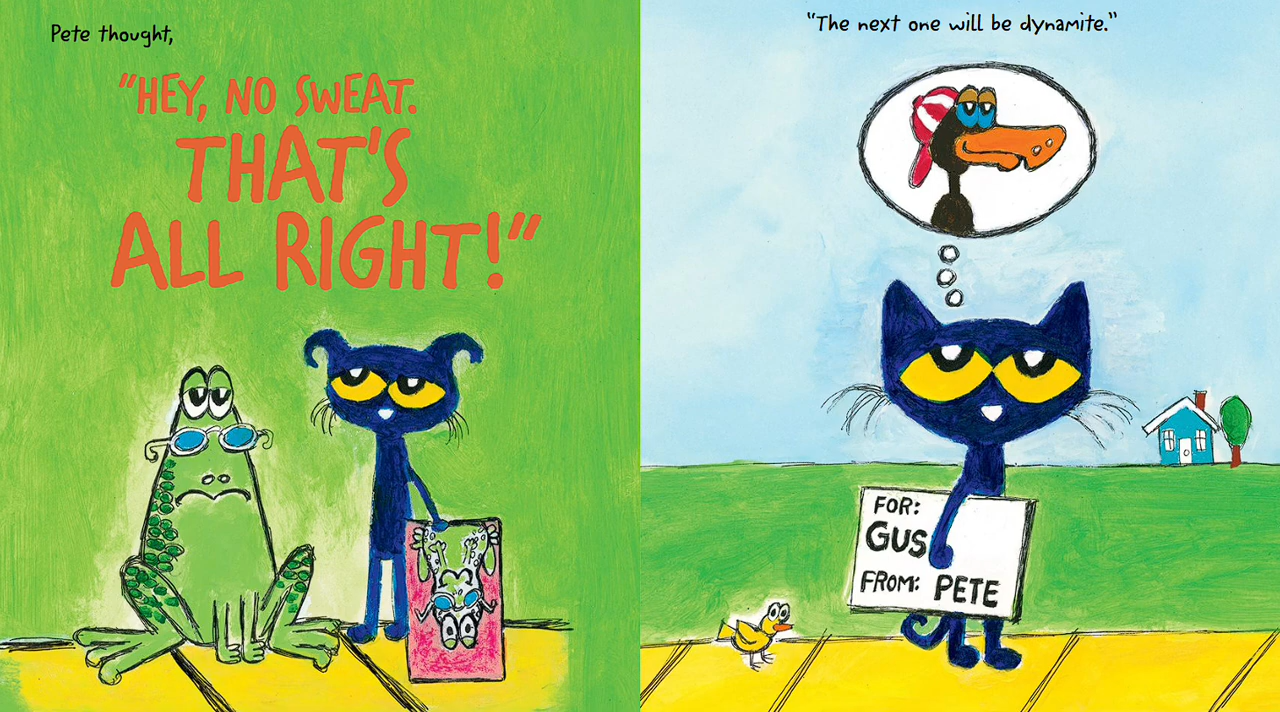 Pete thought,
"HEY, NO SWEAT.
THAT'S
ALL RIGHT!"
"The next one will be dynamite."
FOR:
GUS
FROM: PETE